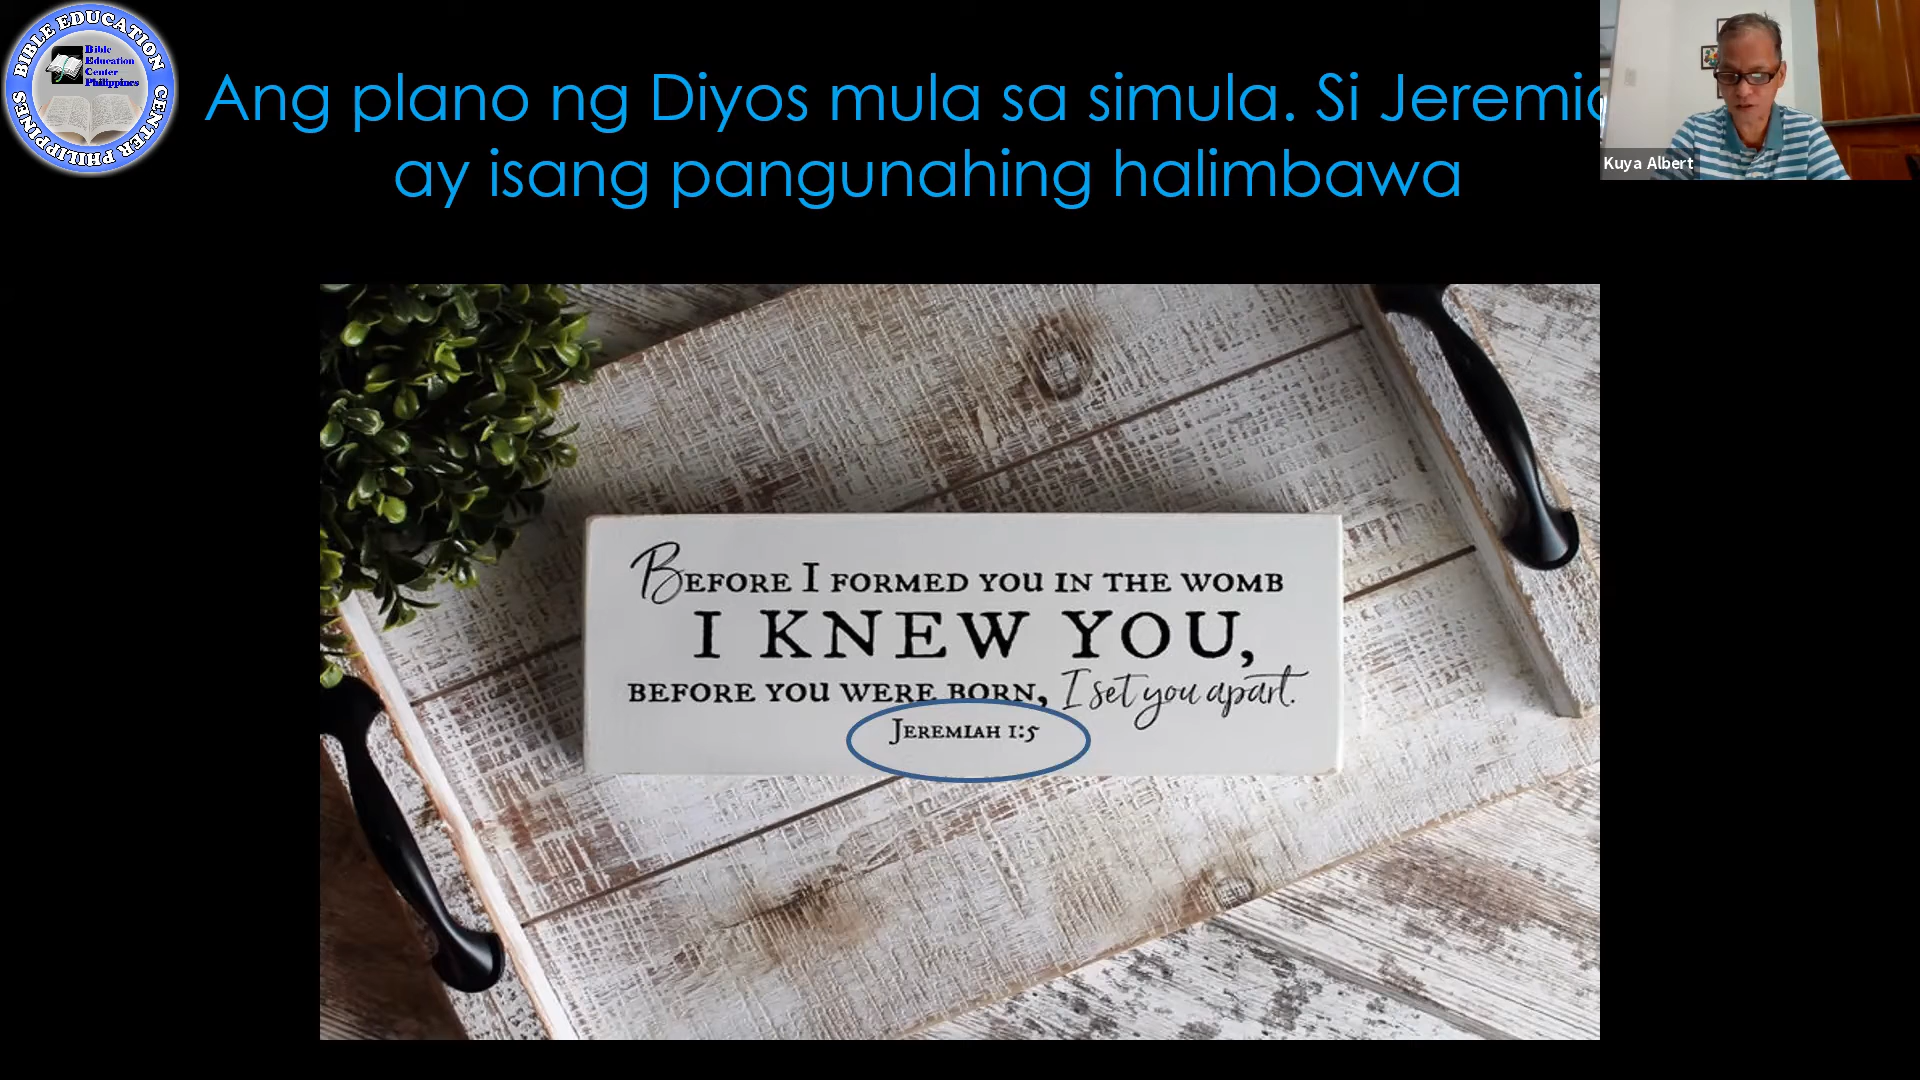 BIBLE EDUCATION CENTER PHILIPPINES
Bible
Education
Center
Philippines
Ang plano ng Diyos mula sa simula. Si
ay isang pangunahing halimbawa
Kuya Albert
BEFORE I FORMED YOU IN THE WOMB
I KNEW YOU,
BEFORE YOU WERE BORN, I set you apart.
JEREMIAH 1:5